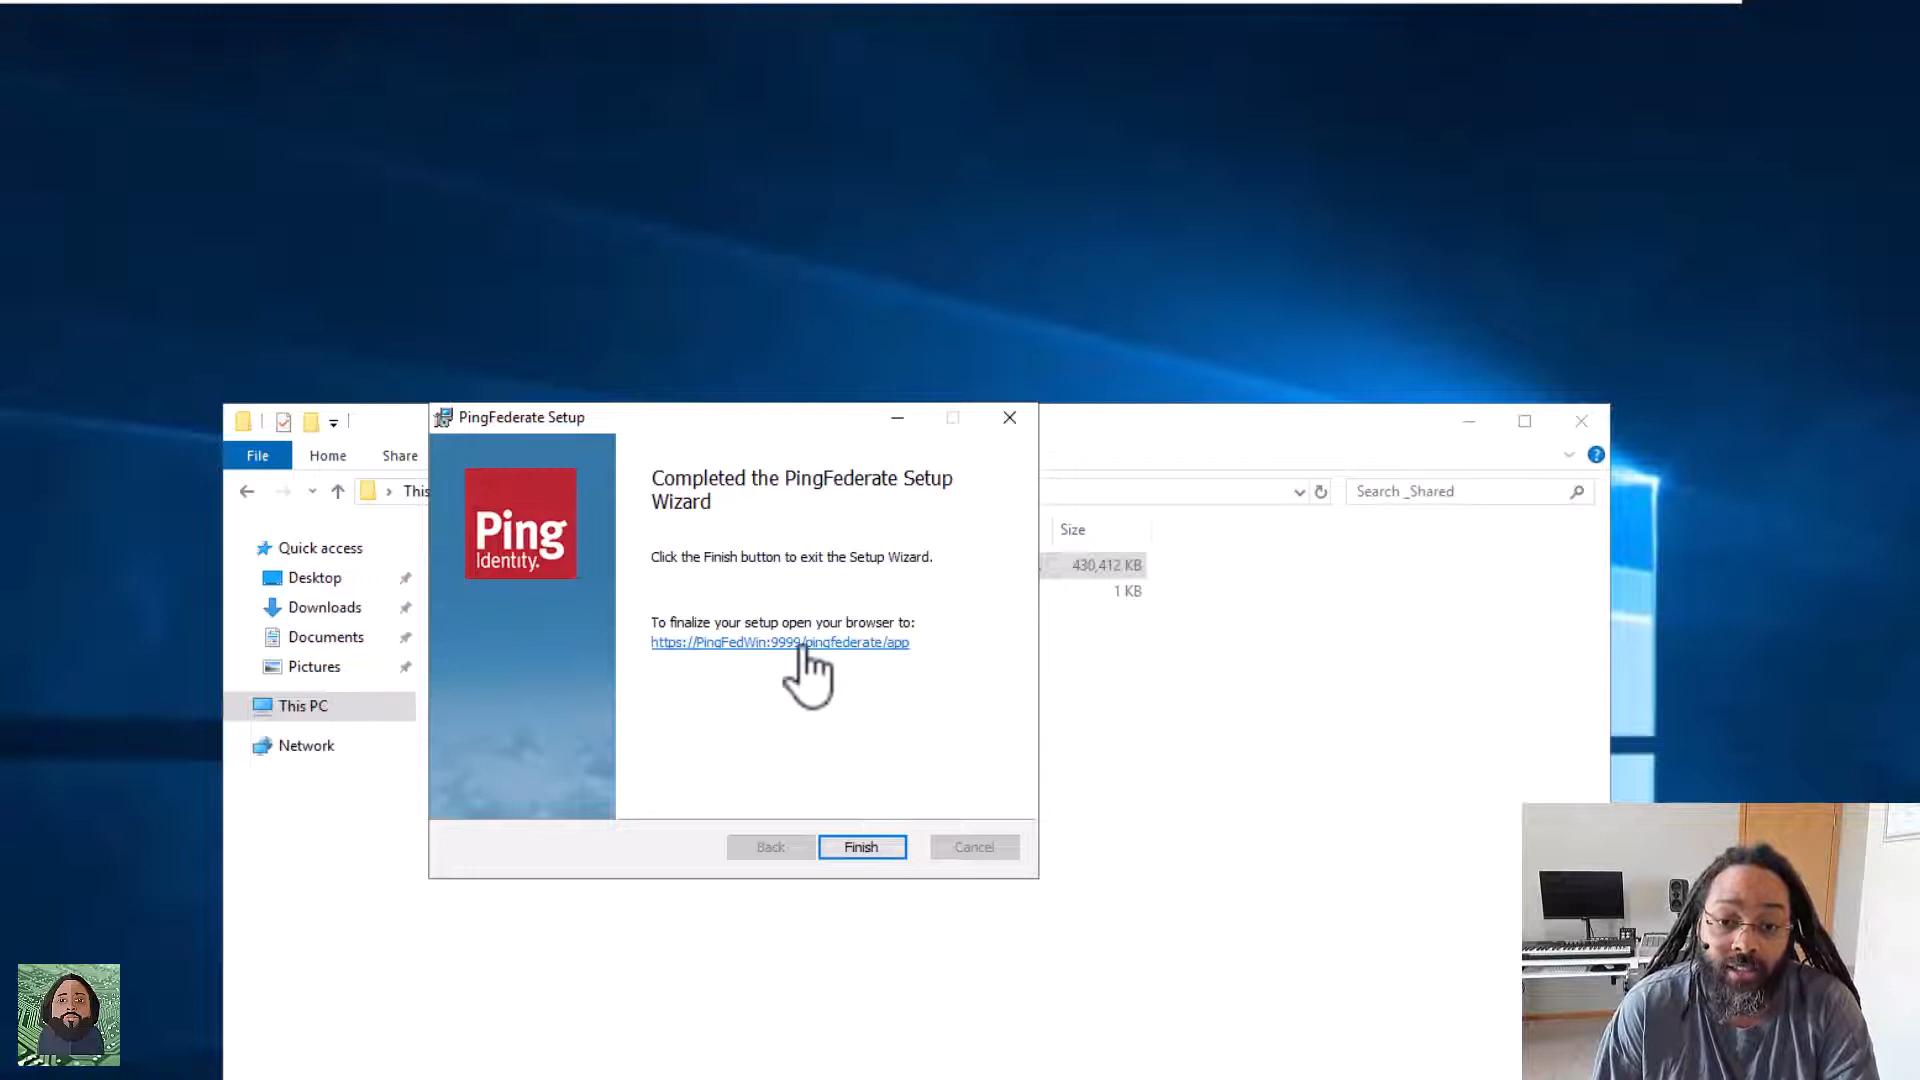 PingFederate Setup
File
Home
Share
This
Search _Shared
Quick access
Desktop
Downloads
Documents
Pictures
This PC
Network
Ping
Identity.
Completed the PingFederate Setup
Wizard
Click the Finish button to exit the Setup Wizard.
To finalize your setup open your browser to:
https://PingFedWin:9999/pingfederate/app
Back
Finish
Cancel
Size
430,412 KB
1 KB